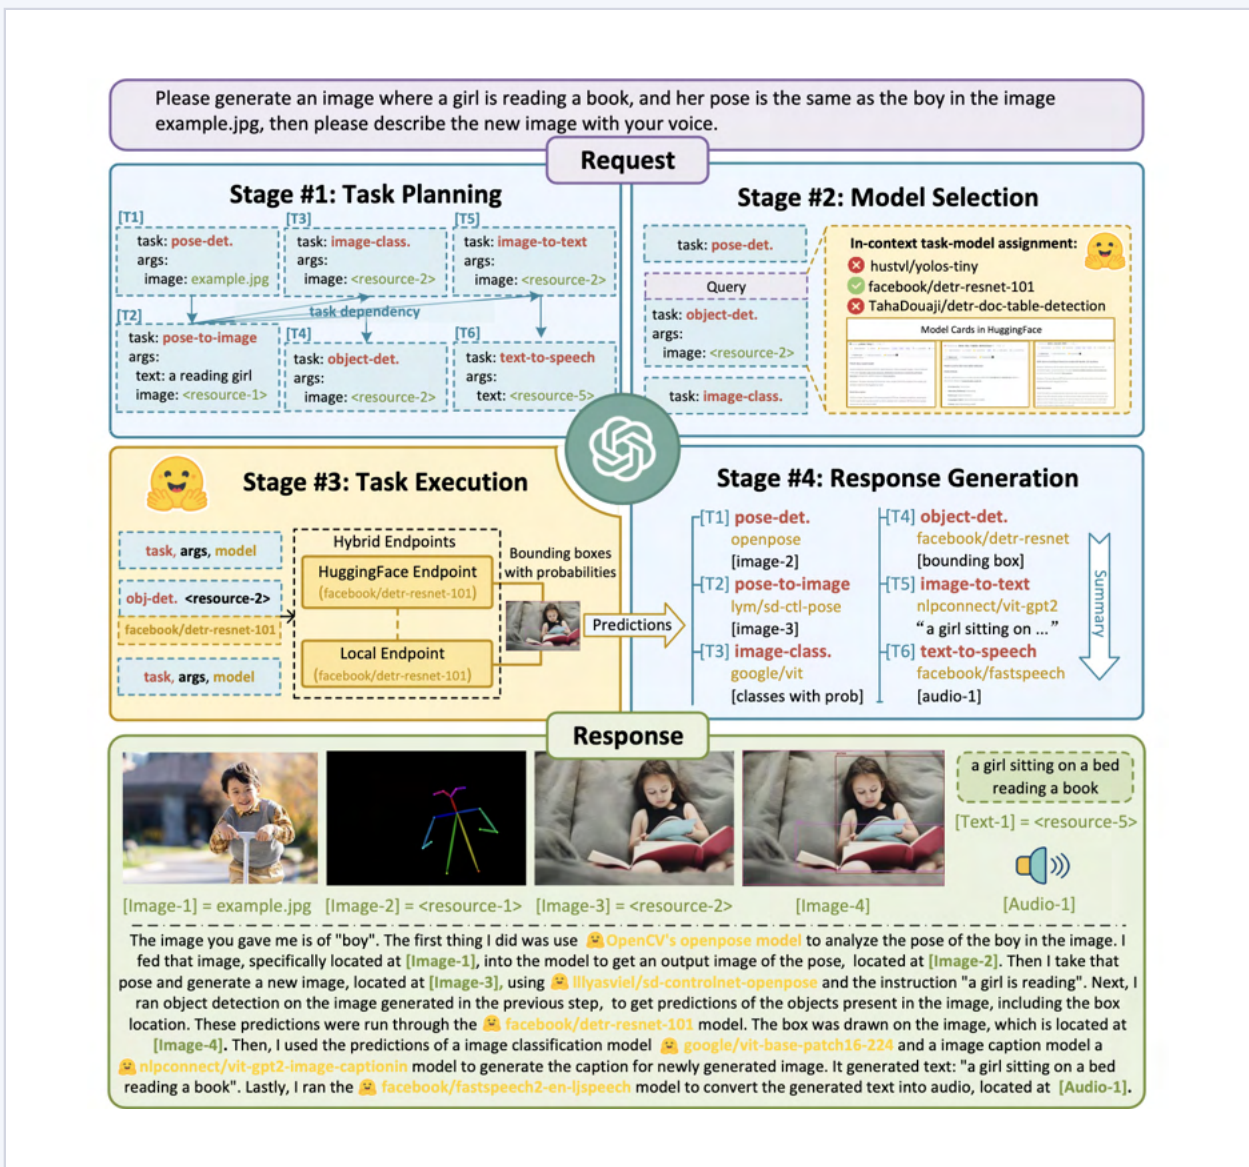 Please generate an image where a girl is reading a book, and her pose is the same as the boy in the image
example.jpg, then please describe the new image with your voice.
Request
Stage #1: Task Planning
[T1]
task: pose-det.
args:
image: example.jpg
[T3]
task: image-class.
args:
image: <resource-2>
[T5]
task: image-to-text
args:
image: <resource-2>
task dependency
[T2]
task: pose-to-image
args:
text: a reading girl
image: <resource-1>
[T4]
task: object-det.
args:
image: <resource-2>
[T6]
task: text-to-speech
args:
text: <resource-5>
Stage #2: Model Selection
task: pose-det.
Query
task: object-det.
args:
image: <resource-2>
task: image-class.
In-context task-model assignment:
hustvl/yolos-tiny
facebook/detr-resnet-101
TahaDouaji/detr-doc-table-detection
Model Cards in HuggingFace
Stage #3: Task Execution
task, args, model
obj-det. <resource-2>
facebook/detr-resnet-101
task, args, model
Hybrid Endpoints
HuggingFace Endpoint
(facebook/detr-resnet-101)
Local Endpoint
(facebook/detr-resnet-101)
Bounding boxes
with probabilities
Predictions
Stage #4: Response Generation
[T1] pose-det.
openpose
[image-2]
[T2] pose-to-image
lym/sd-ctl-pose
[image-3]
[T3] image-class.
google/vit
[classes with prob]
[T4] object-det.
facebook/detr-resnet
[bounding box]
[T5] image-to-text
nlpconnect/vit-gpt2
“a girl sitting on ...”
[T6] text-to-speech
facebook/fastspeech
[audio-1]
Summary
Response
a girl sitting on a bed
reading a book
[Text-1] = <resource-5>
[Image-1] = example.jpg
[Image-2] = <resource-1>
[Image-3] = <resource-2>
[Image-4]
[Audio-1]
The image you gave me is of "boy". The first thing I did was use OpenCV's openpose model to analyze the pose of the boy in the image. I
fed that image, specifically located at [Image-1], into the model to get an output image of the pose, located at [Image-2]. Then I take that
pose and generate a new image, located at [Image-3], using lllyasviel/sd-controlnet-openpose and the instruction "a girl is reading". Next, I
ran object detection on the image generated in the previous step, to get predictions of the objects present in the image, including the box
location. These predictions were run through the facebook/detr-resnet-101 model. The box was drawn on the image, which is located at
[Image-4]. Then, I used the predictions of a image classification model google/vit-base-patch16-224 and a image caption model a
nlpconnect/vit-gpt2-image-captionin model to generate the caption for newly generated image. It generated text: "a girl sitting on a bed
reading a book". Lastly, I ran the facebook/fastspeech2-en-ljspeech model to convert the generated text into audio, located at [Audio-1].